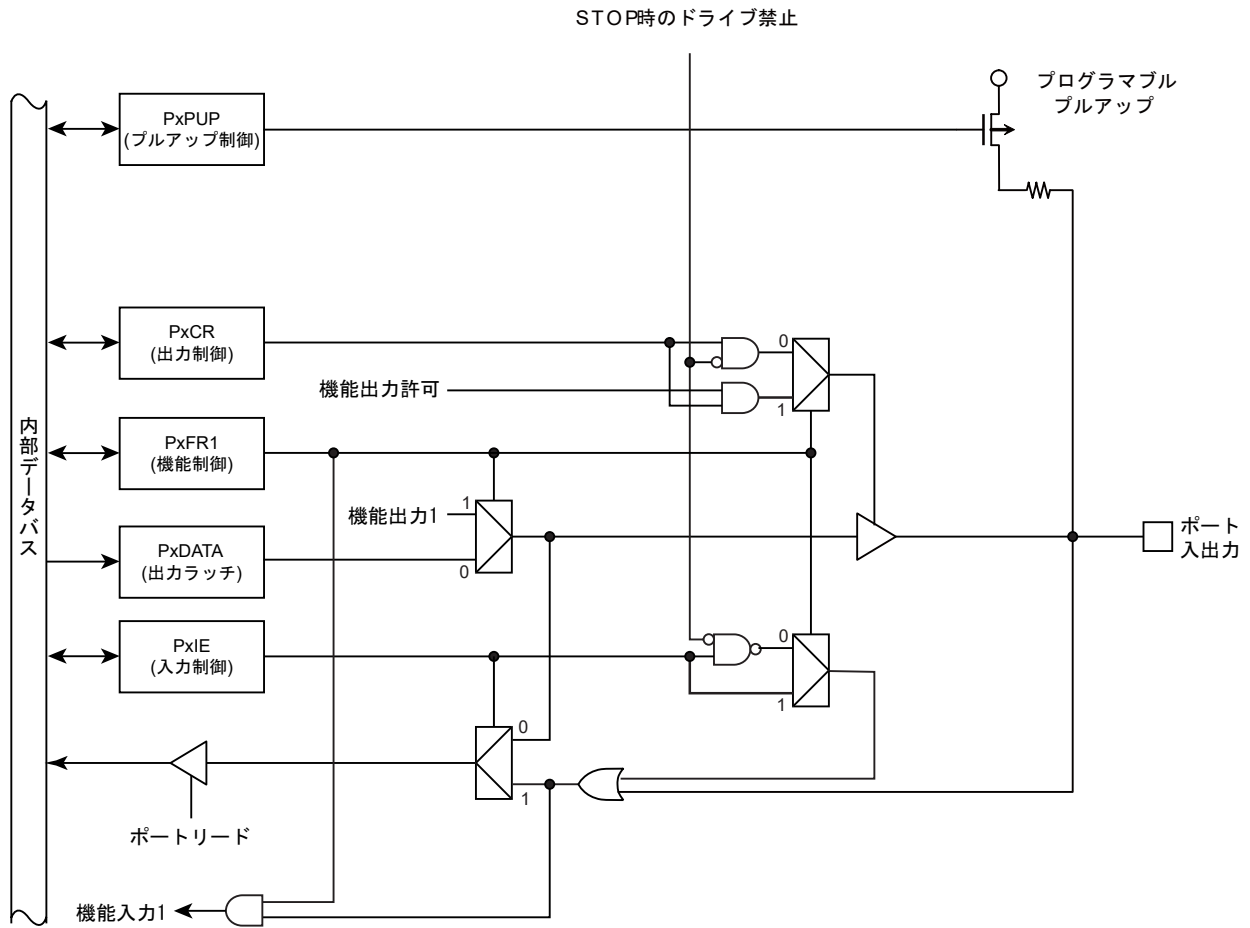 STOP時のドライブ禁止
プログラマブル
プルアップ
PxPUP
(プルアップ制御)
PxCR
(出力制御)
0
機能出力許可
1
内部データバス
PxFR1
(機能制御)
1
機能出力1
PxDATA
(出力ラッチ)
0
ポート
入出力
PxIE
(入力制御)
0
1
0
1
ポートリード
機能入力1